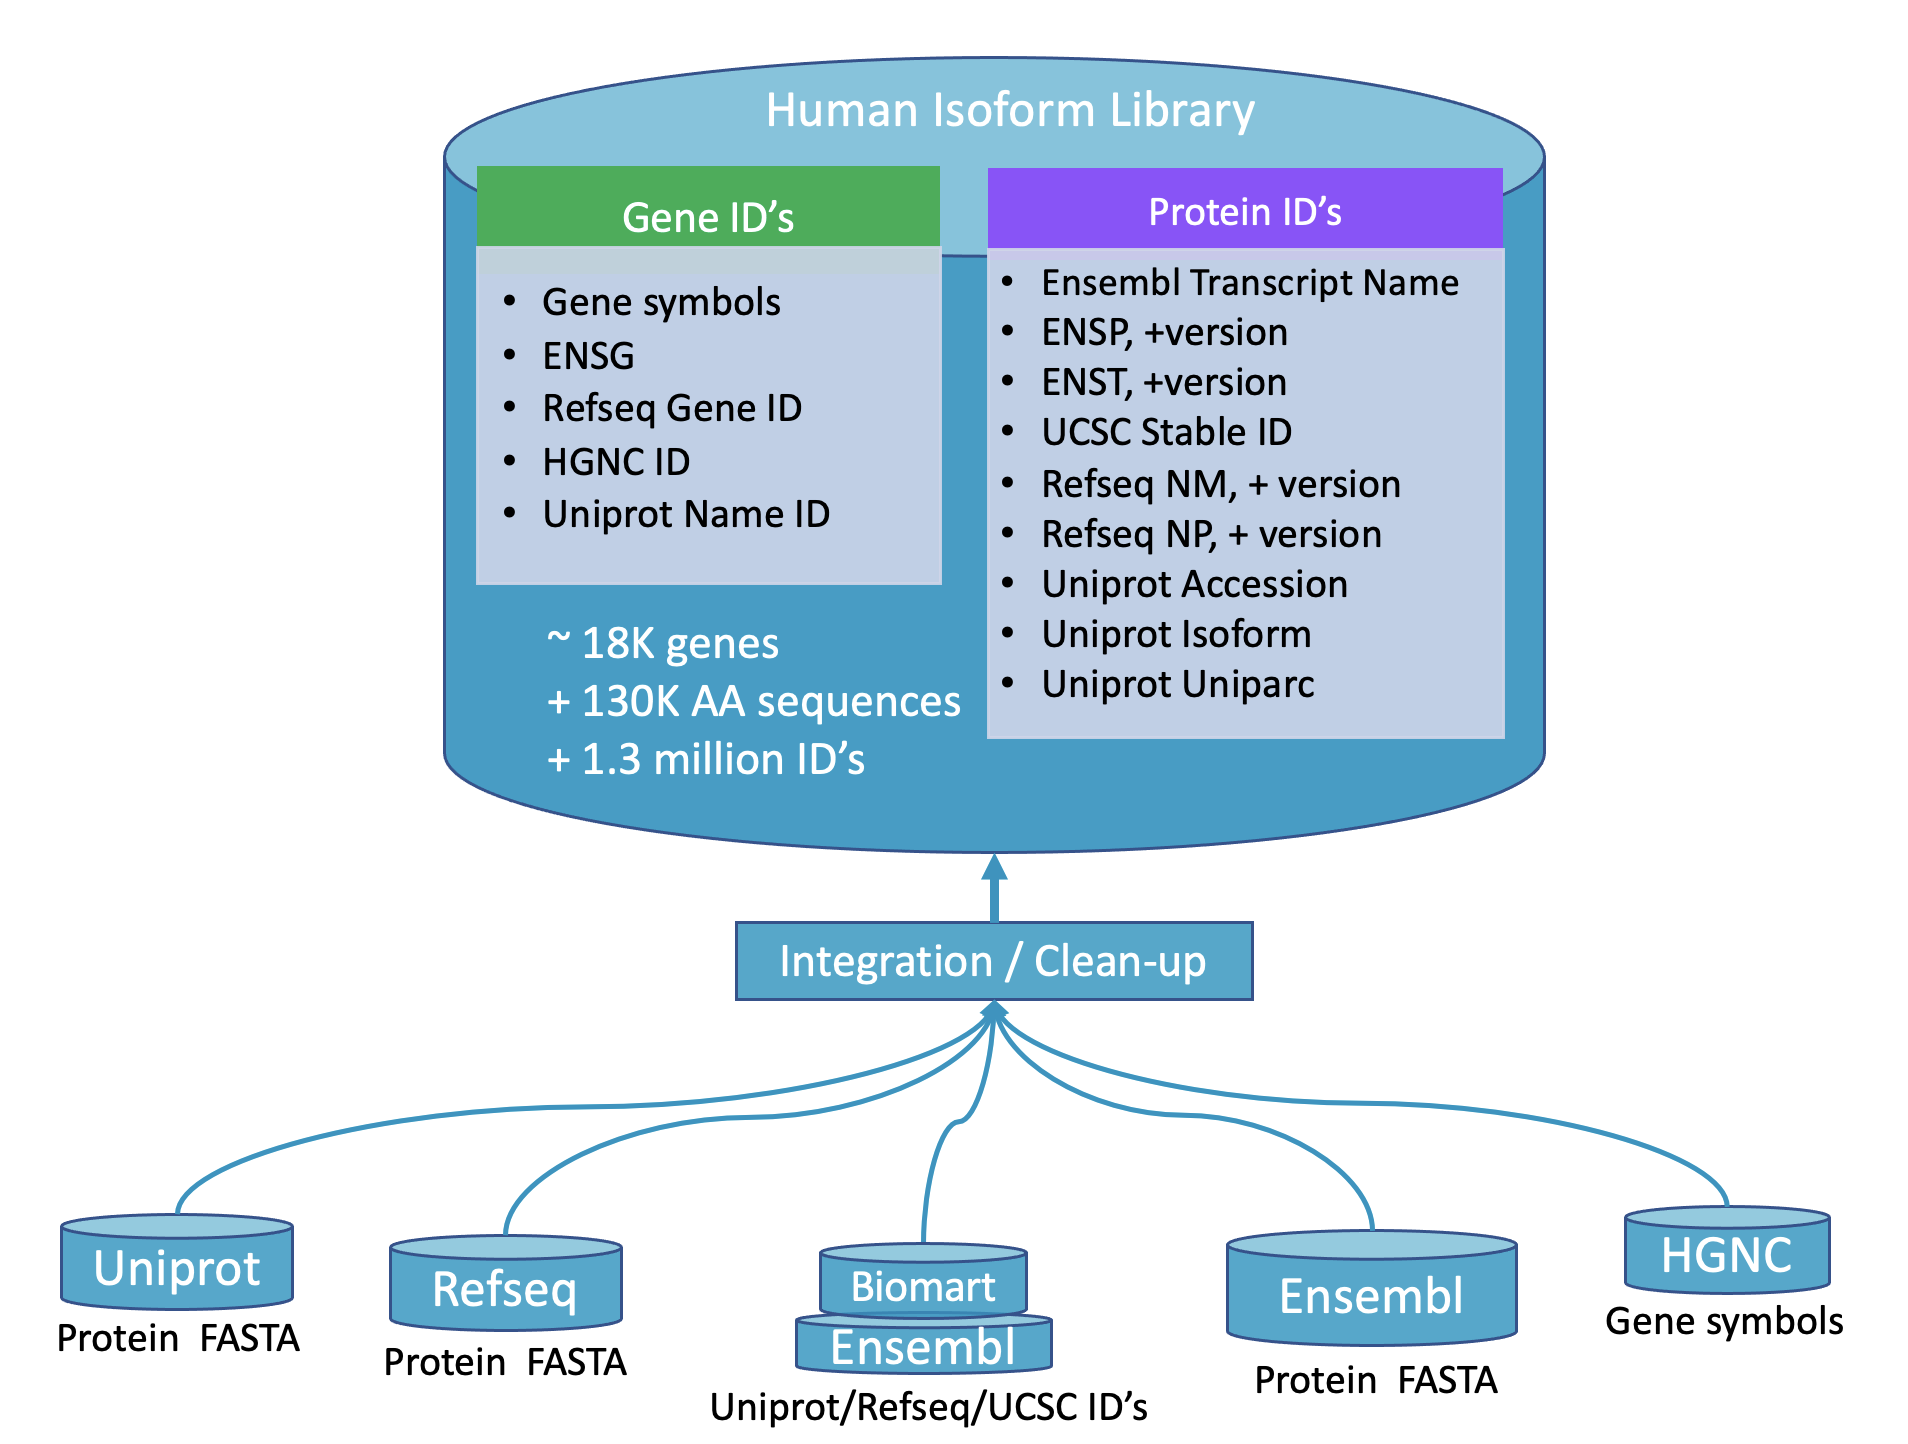 Human Isoform Library
Gene ID’s
• Gene symbols
• ENSG
• Refseq Gene ID
• HGNC ID
• Uniprot Name ID
~ 18K genes
+ 130K AA sequences
+ 1.3 million ID’s
Protein ID’s
• Ensembl Transcript Name
• ENSP, +version
• ENST, +version
• UCSC Stable ID
• Refseq NM, + version
• Refseq NP, + version
• Uniprot Accession
• Uniprot Isoform
• Uniprot Uniparc
Integration / Clean-up
Uniprot
Protein  FASTA
Refseq
Protein  FASTA
Biomart
Ensembl
Uniprot/Refseq/UCSC ID’s
Ensembl
Protein  FASTA
HGNC
Gene symbols